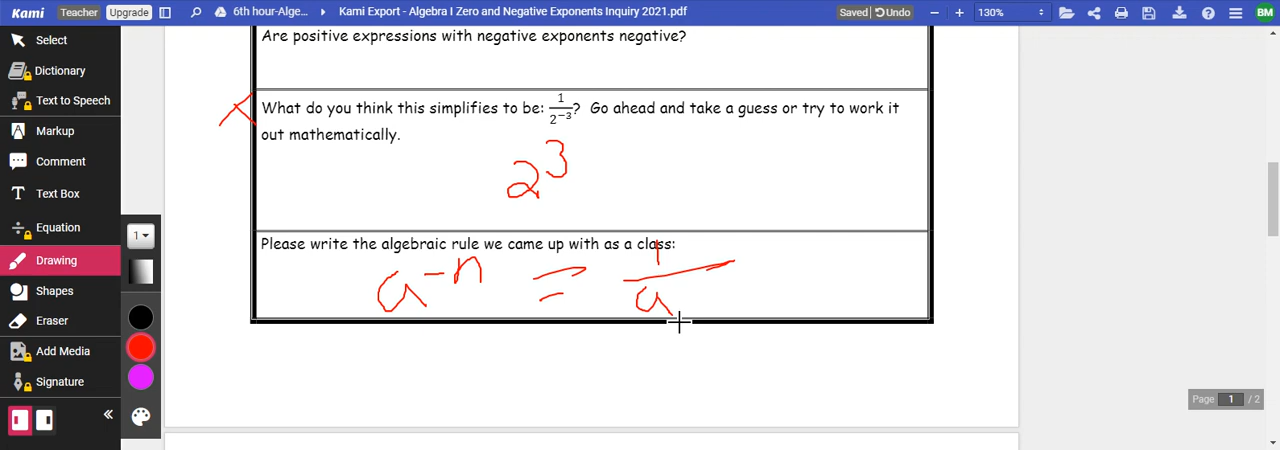 Kami Teacher Upgrade 6th hour-Alge... Kami Export - Algebra I Zero and Negative Exponents Inquiry 2021.pdf Saved Undo 130% BM
Select
Dictionary
Text to Speech
Markup
Comment
Text Box
Equation
Drawing
Shapes
Eraser
Add Media
Signature
1
Are positive expressions with negative exponents negative?
What do you think this simplifies to be: 1/2⁻³? Go ahead and take a guess or try to work it
out mathematically.
2³
Please write the algebraic rule we came up with as a class:
a⁻ⁿ = 1/a
Page 1 / 2